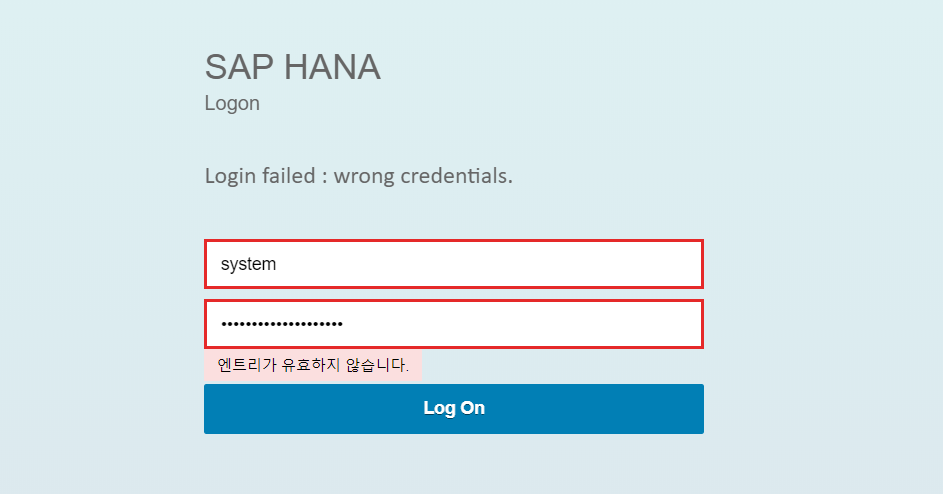 SAP HANA
Logon
Login failed : wrong credentials.
system
••••••••••••••••••••
엔트리가 유효하지 않습니다.
Log On